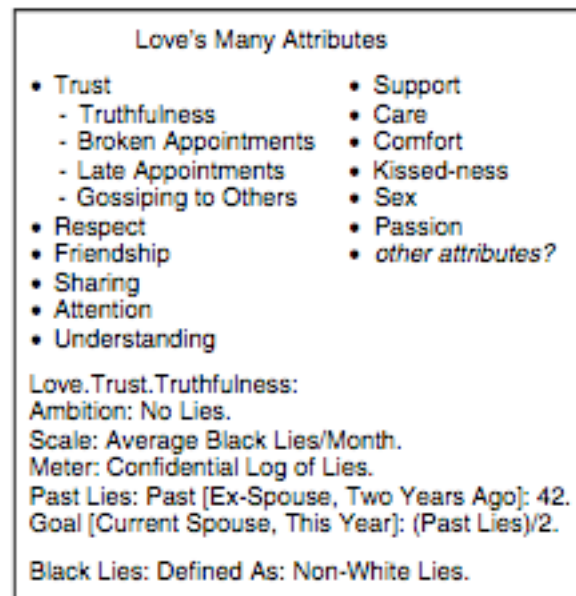 Love's Many Attributes
• Trust
- Truthfulness
- Broken Appointments
- Late Appointments
- Gossiping to Others
• Respect
• Friendship
• Sharing
• Attention
• Understanding
• Support
• Care
• Comfort
• Kissed-ness
• Sex
• Passion
• other attributes?
Love.Trust.Truthfulness:
Ambition: No Lies.
Scale: Average Black Lies/Month.
Meter: Confidential Log of Lies.
Past Lies: Past [Ex-Spouse, Two Years Ago]: 42.
Goal [Current Spouse, This Year]: (Past Lies)/2.
Black Lies: Defined As: Non-White Lies.